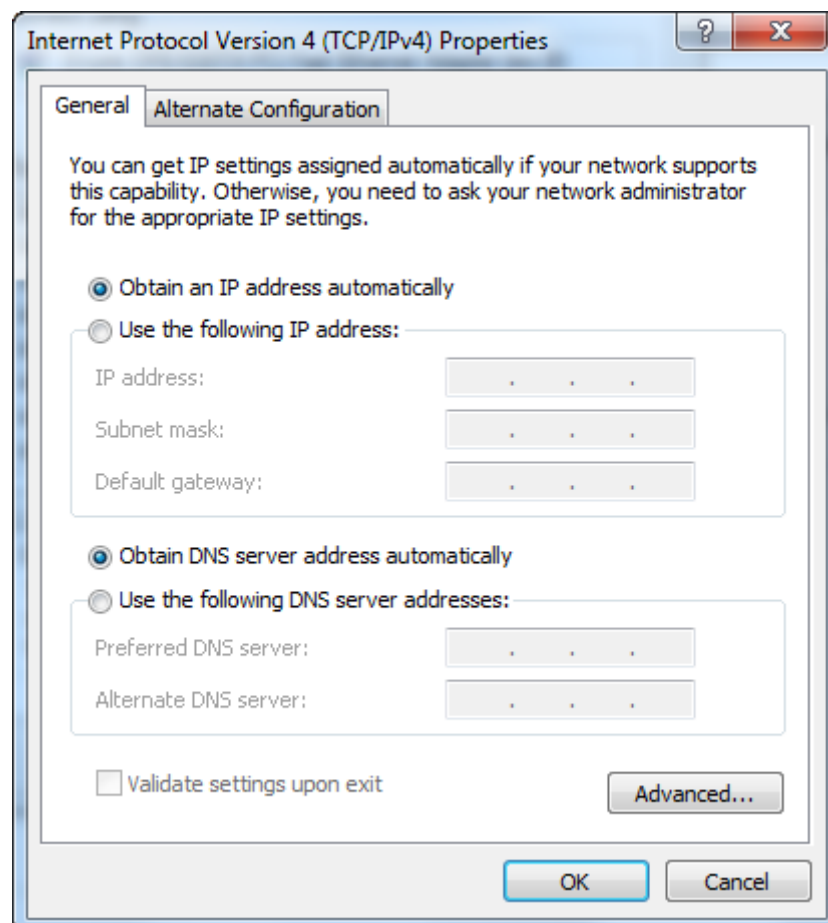 Internet Protocol Version 4 (TCP/IPv4) Properties
?
General
Alternate Configuration
You can get IP settings assigned automatically if your network supports
this capability. Otherwise, you need to ask your network administrator
for the appropriate IP settings.
Obtain an IP address automatically
Use the following IP address:
IP address:
. . .
Subnet mask:
. . .
Default gateway:
. . .
Obtain DNS server address automatically
Use the following DNS server addresses:
Preferred DNS server:
. . .
Alternate DNS server:
. . .
Validate settings upon exit
Advanced...
OK
Cancel